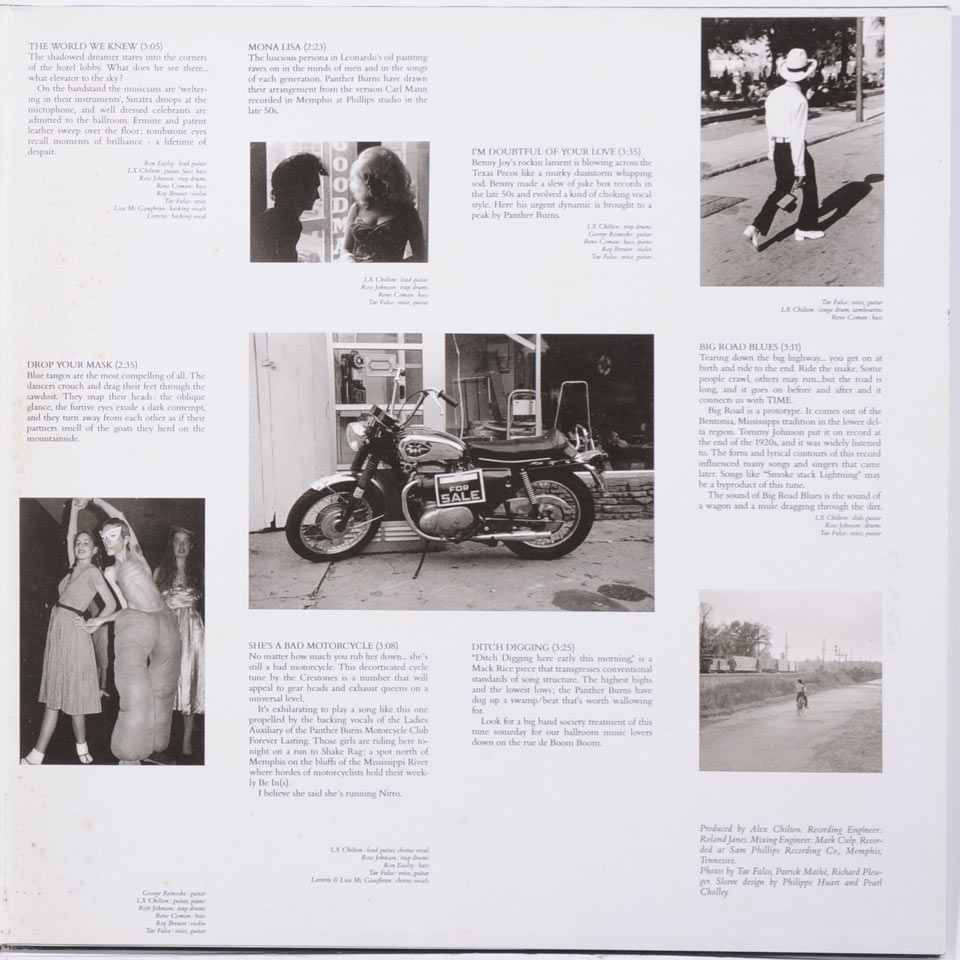 THE WORLD WE KNEW (3:05)
The shadowed dreamer stares into the corners
of the hotel lobby. What does he see there...
what elevator to the sky?
On the bandstand the musicians are 'welter-
ing in their instruments', Sinatra droops at the
microphone, and well dressed celebrants are
admitted to the ballroom. Ermine and patent
leather sweep over the floor; tombstone eyes
recall moments of brilliance - a lifetime of
despair.
Ron Easley : lead guitar
LX Chilton : guitar, fuzz bass
Ross Johnson : trap drums
Rene Coman : bass
Roy Brewer : violin
Tav Falco : voice
Lisa Mc Gaughran : backing vocals
Lorrette : backing vocal
DROP YOUR MASK (2:35)
Blue tangos are the most compelling of all. The
dancers crouch and drag their feet through the
sawdust. They snap their heads: the oblique
glance, the furtive eyes exude a dark contempt,
and they turn away from each other as if their
partners smell of the goats they herd on the
mountainside.
George Reinecke : guitar
LX Chilton : guitar, piano
Ross Johnson : trap drums
Rene Coman : bass
Roy Brewer : violin
Tav Falco : voice, guitar
MONA LISA (2:23)
The luscious persona in Leonardo's oil painting
raves on in the minds of men and in the songs
of each generation. Panther Burns have drawn
their arrangement from the version Carl Mann
recorded in Memphis at Phillips studio in the
late 50s.
GOOD
LX Chilton : lead guitar
Ross Johnson : trap drums
Rene Coman : bass
Tav Falco : voice, guitar
I'M DOUBTFUL OF YOUR LOVE (3:35)
Benny Joy's rockin lament is blowing across the
Texas Pecos like a murky duststorm whipping
sod. Benny made a slew of juke box records in
the late 50s and evolved a kind of choking vocal
style. Here his urgent dynamic is brought to a
peak by Panther Burns.
LX Chilton : trap drums
George Reinecke : guitar
Rene Coman : bass, piano
Roy Brewer : violin
Tav Falco : voice, guitar
BSA
FOR
SALE
SHE'S A BAD MOTORCYCLE (3:08)
No matter how much you rub her down... she's
still a bad motorcycle. This decorticated cycle
tune by the Crestones is a number that will
appeal to gear heads and exhaust queens on a
universal level.
It's exhilarating to play a song like this one
propelled by the backing vocals of the Ladies
Auxiliary of the Panther Burns Motorcycle Club
Forever Lasting. Those girls are riding here to-
night on a run to Shake Rag: a spot north of
Memphis on the bluffs of the Mississippi River
where hordes of motorcyclists hold their week-
ly Be In(s).
I believe she said she's running Nitro.
LX Chilton : lead guitar, chorus vocal
Ross Johnson : trap drums
Ron Easley : bass
Tav Falco : voice, guitar
Lorrette & Lisa Mc Gaughran : chorus vocals
DITCH DIGGING (3:25)
"Ditch Digging here early this morning," is a
Mack Rice piece that transgresses conventional
standards of song structure. The highest highs
and the lowest lows; the Panther Burns have
dug up a swamp/beat that's worth wallowing
for.
Look for a big band society treatment of this
tune someday for our ballroom music lovers
down on the rue de Boom Boom.
Tav Falco : voice, guitar
LX Chilton : conga drum, tambourine
Rene Coman : bass
BIG ROAD BLUES (3:11)
Tearing down the big highway... you get on at
birth and ride to the end. Ride the snake. Some
people crawl, others may run...but the road is
long, and it goes on before and after and it
connects us with TIME.
Big Road is a prototype. It comes out of the
Bentonia, Mississippi tradition in the lower del-
ta region. Tommy Johnson put it on record at
the end of the 1920s, and it was widely listened
to. The form and lyrical contours of this record
influenced many songs and singers that came
later. Songs like "Smoke stack Lightning" may
be a byproduct of this tune.
The sound of Big Road Blues is the sound of
a wagon and a mule dragging through the dirt.
LX Chilton : slide guitar
Ross Johnson : drums
Tav Falco : voice, guitar
Produced by Alex Chilton. Recording Engineer:
Roland Janes. Mixing Engineer: Mark Culp. Recor-
ded at Sam Phillips Recording Co., Memphis,
Tennessee.
Photos by Tav Falco, Patrick Mathé, Richard Pleu-
ger. Sleeve design by Philippe Huart and Pearl
Cholley.